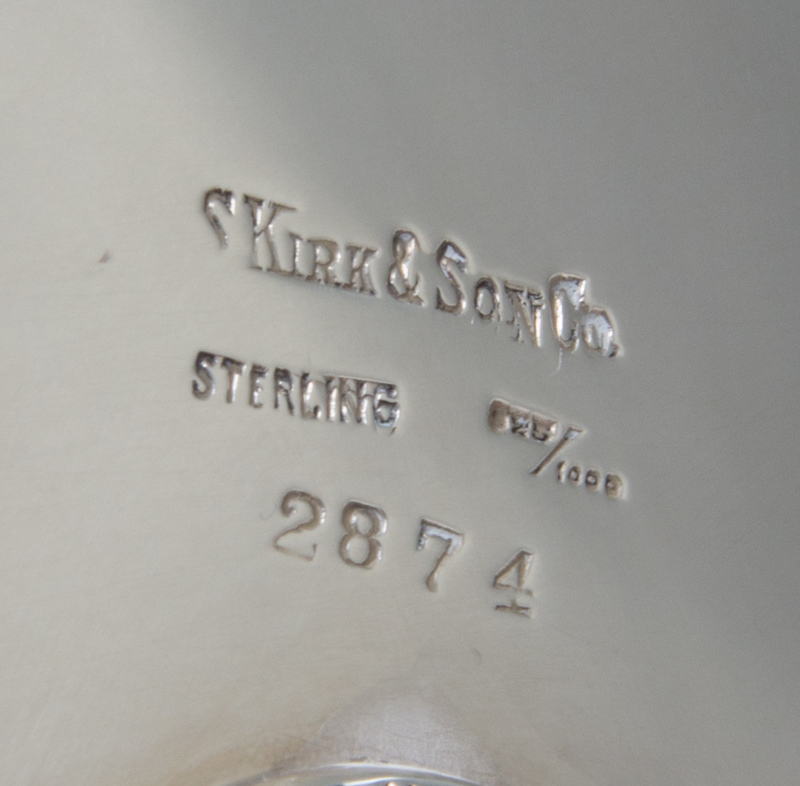 S KIRK & SON CO.
STERLING 925/1000
2874